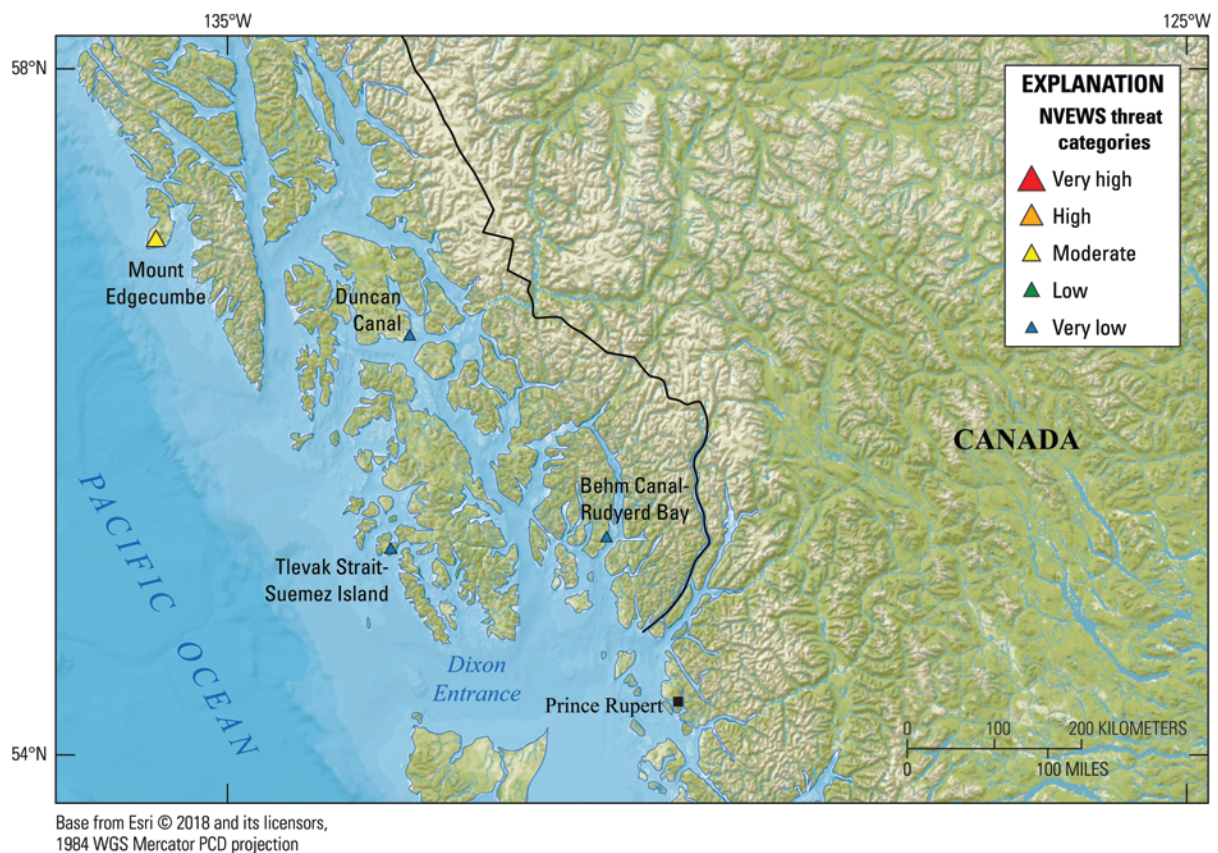 135°W
125°W
58°N
54°N
EXPLANATION
NVEWS threat
categories
Very high
High
Moderate
Low
Very low
Mount
Edgecumbe
Duncan
Canal
CANADA
Behm Canal-
Rudyerd Bay
Tlevak Strait-
Suemez Island
PACIFIC OCEAN
Dixon
Entrance
Prince Rupert
0 100 200 KILOMETERS
0 100 MILES
Base from Esri © 2018 and its licensors,
1984 WGS Mercator PCD projection